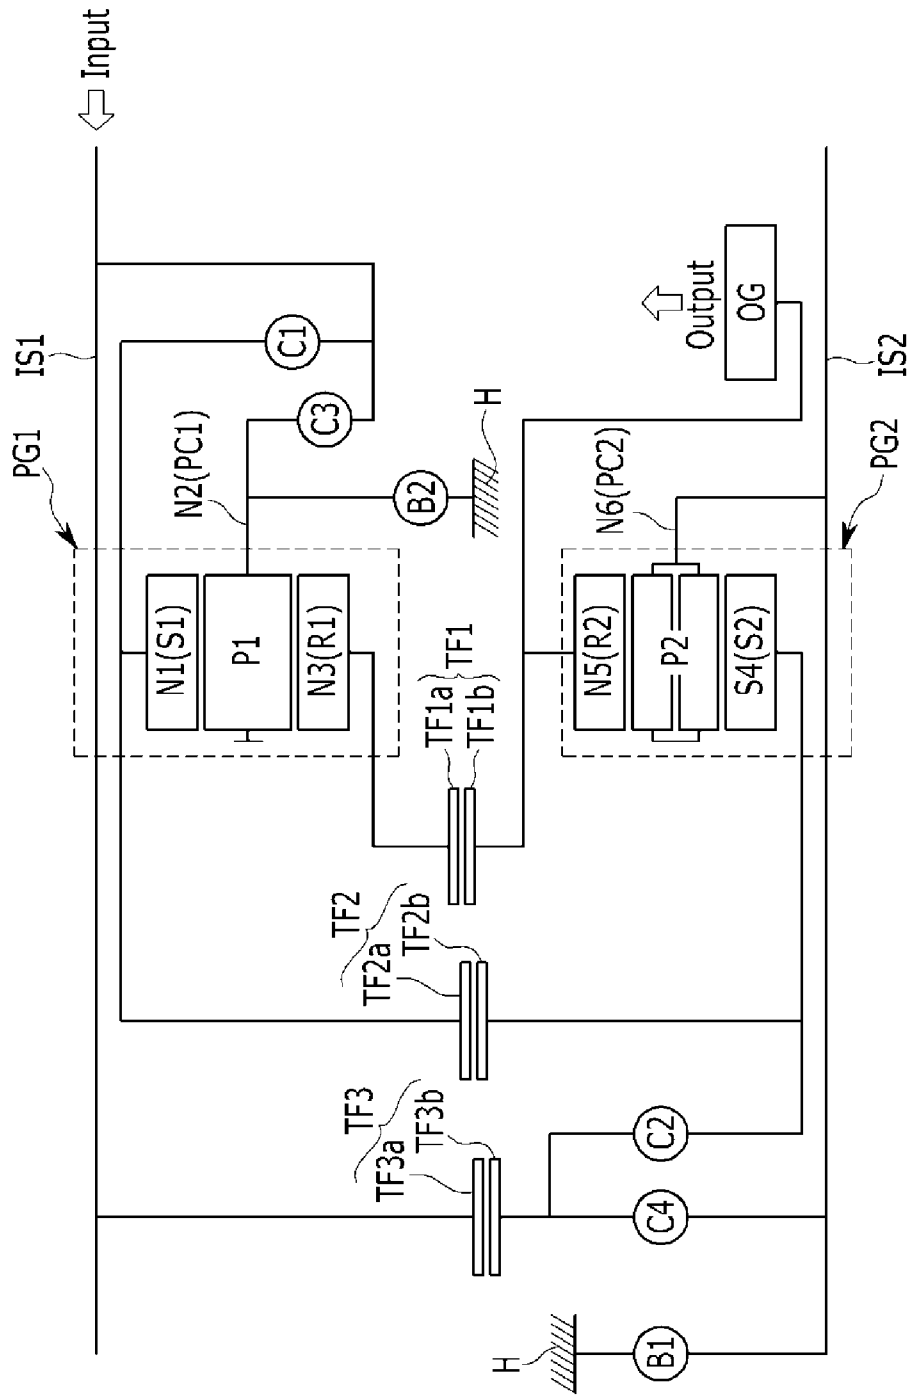 Input
IS1
PG1
C1
C3
N2(PC1)
B2
H
N1(S1)
P1
N3(R1)
TF1
TF1a
TF1b
TF2
TF2a
TF2b
TF3
TF3a
TF3b
Output
OG
IS2
PG2
N6(PC2)
N5(R2)
P2
S4(S2)
C2
C4
B1
H